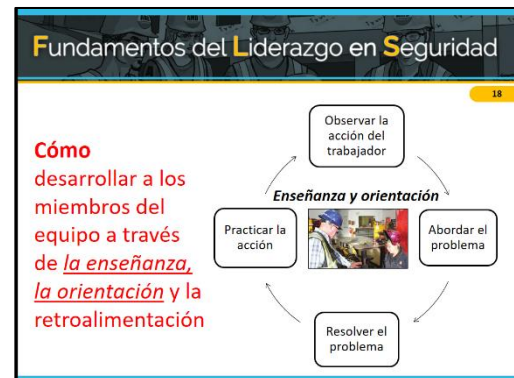 Fundamentos del Liderazgo en Seguridad
18
Cómo
desarrollar a los
miembros del
equipo a través
de la enseñanza,
la orientación y la
retroalimentación
Observar la
acción del
trabajador
Enseñanza y orientación
Practicar la
acción
Abordar el
problema
Resolver el
problema